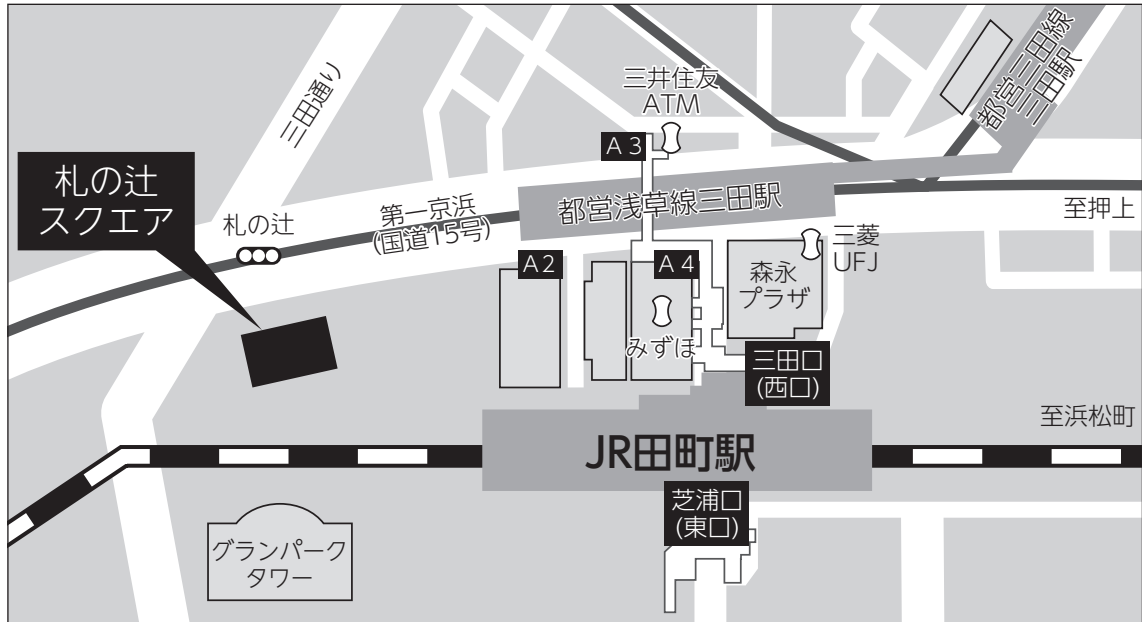 三井住友
ATM
都営三田線
三田駅
三田通り
A3
札の辻
スクエア
札の辻
第一京浜
(国道15号)
都営浅草線三田駅
至押上
A2
A4
森永
プラザ
三菱
UFJ
みずほ
三田口
(西口)
至浜松町
JR田町駅
芝浦口
(東口)
グランパーク
タワー